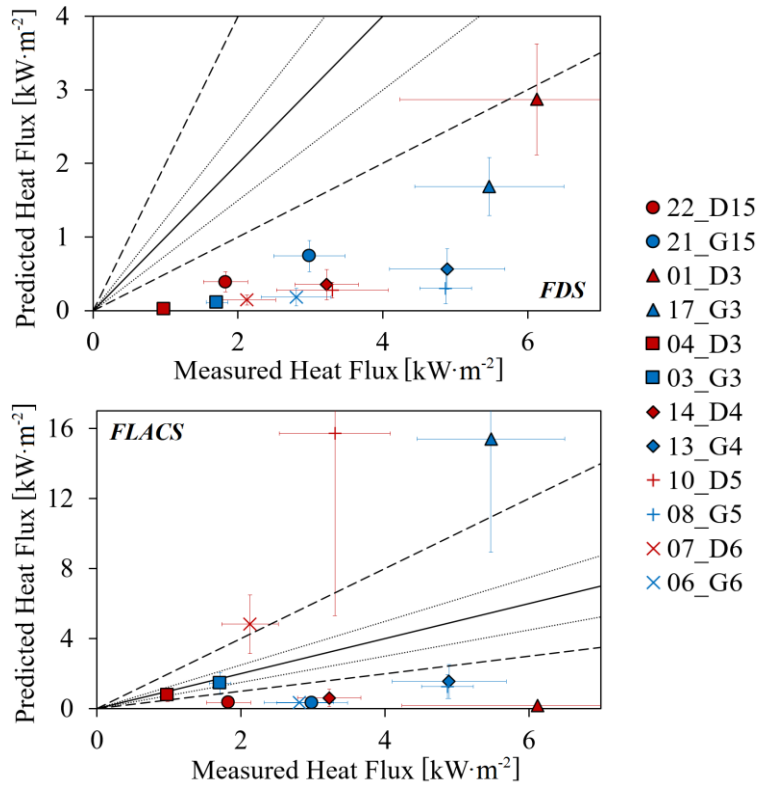 Predicted Heat Flux [kW·m⁻²]
4
3
2
1
0
0
2
4
6
FDS
Measured Heat Flux [kW·m⁻²]
Predicted Heat Flux [kW·m⁻²]
16
12
8
4
0
0
2
4
6
FLACS
Measured Heat Flux [kW·m⁻²]
22_D15
21_G15
01_D3
17_G3
04_D3
03_G3
14_D4
13_G4
10_D5
08_G5
07_D6
06_G6